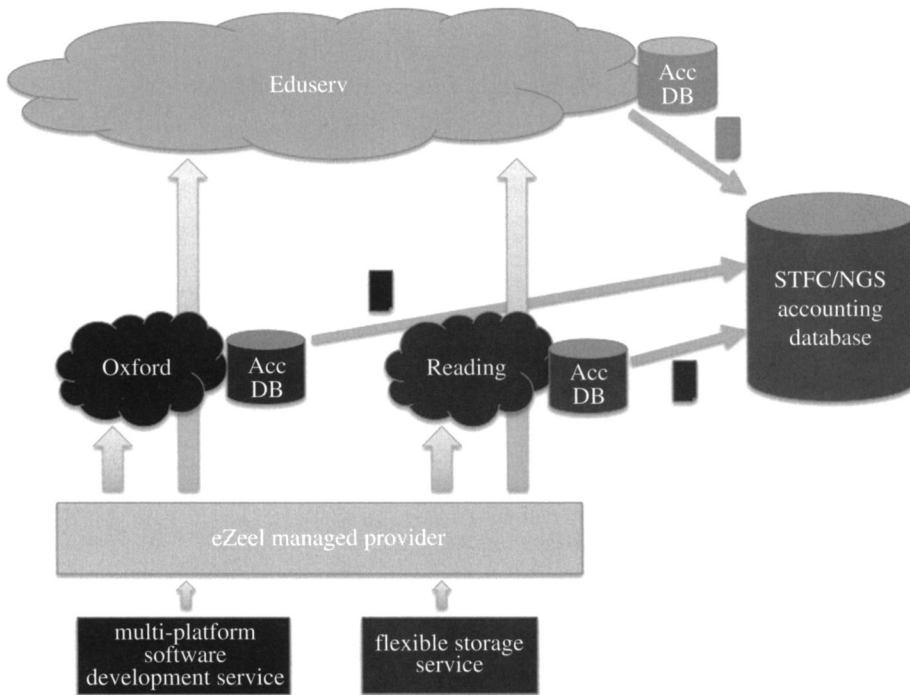 Eduserv
Acc
DB
STFC/NGS
accounting
database
Oxford
Acc
DB
Reading
Acc
DB
eZeel managed provider
multi-platform
software
development service
flexible storage
service